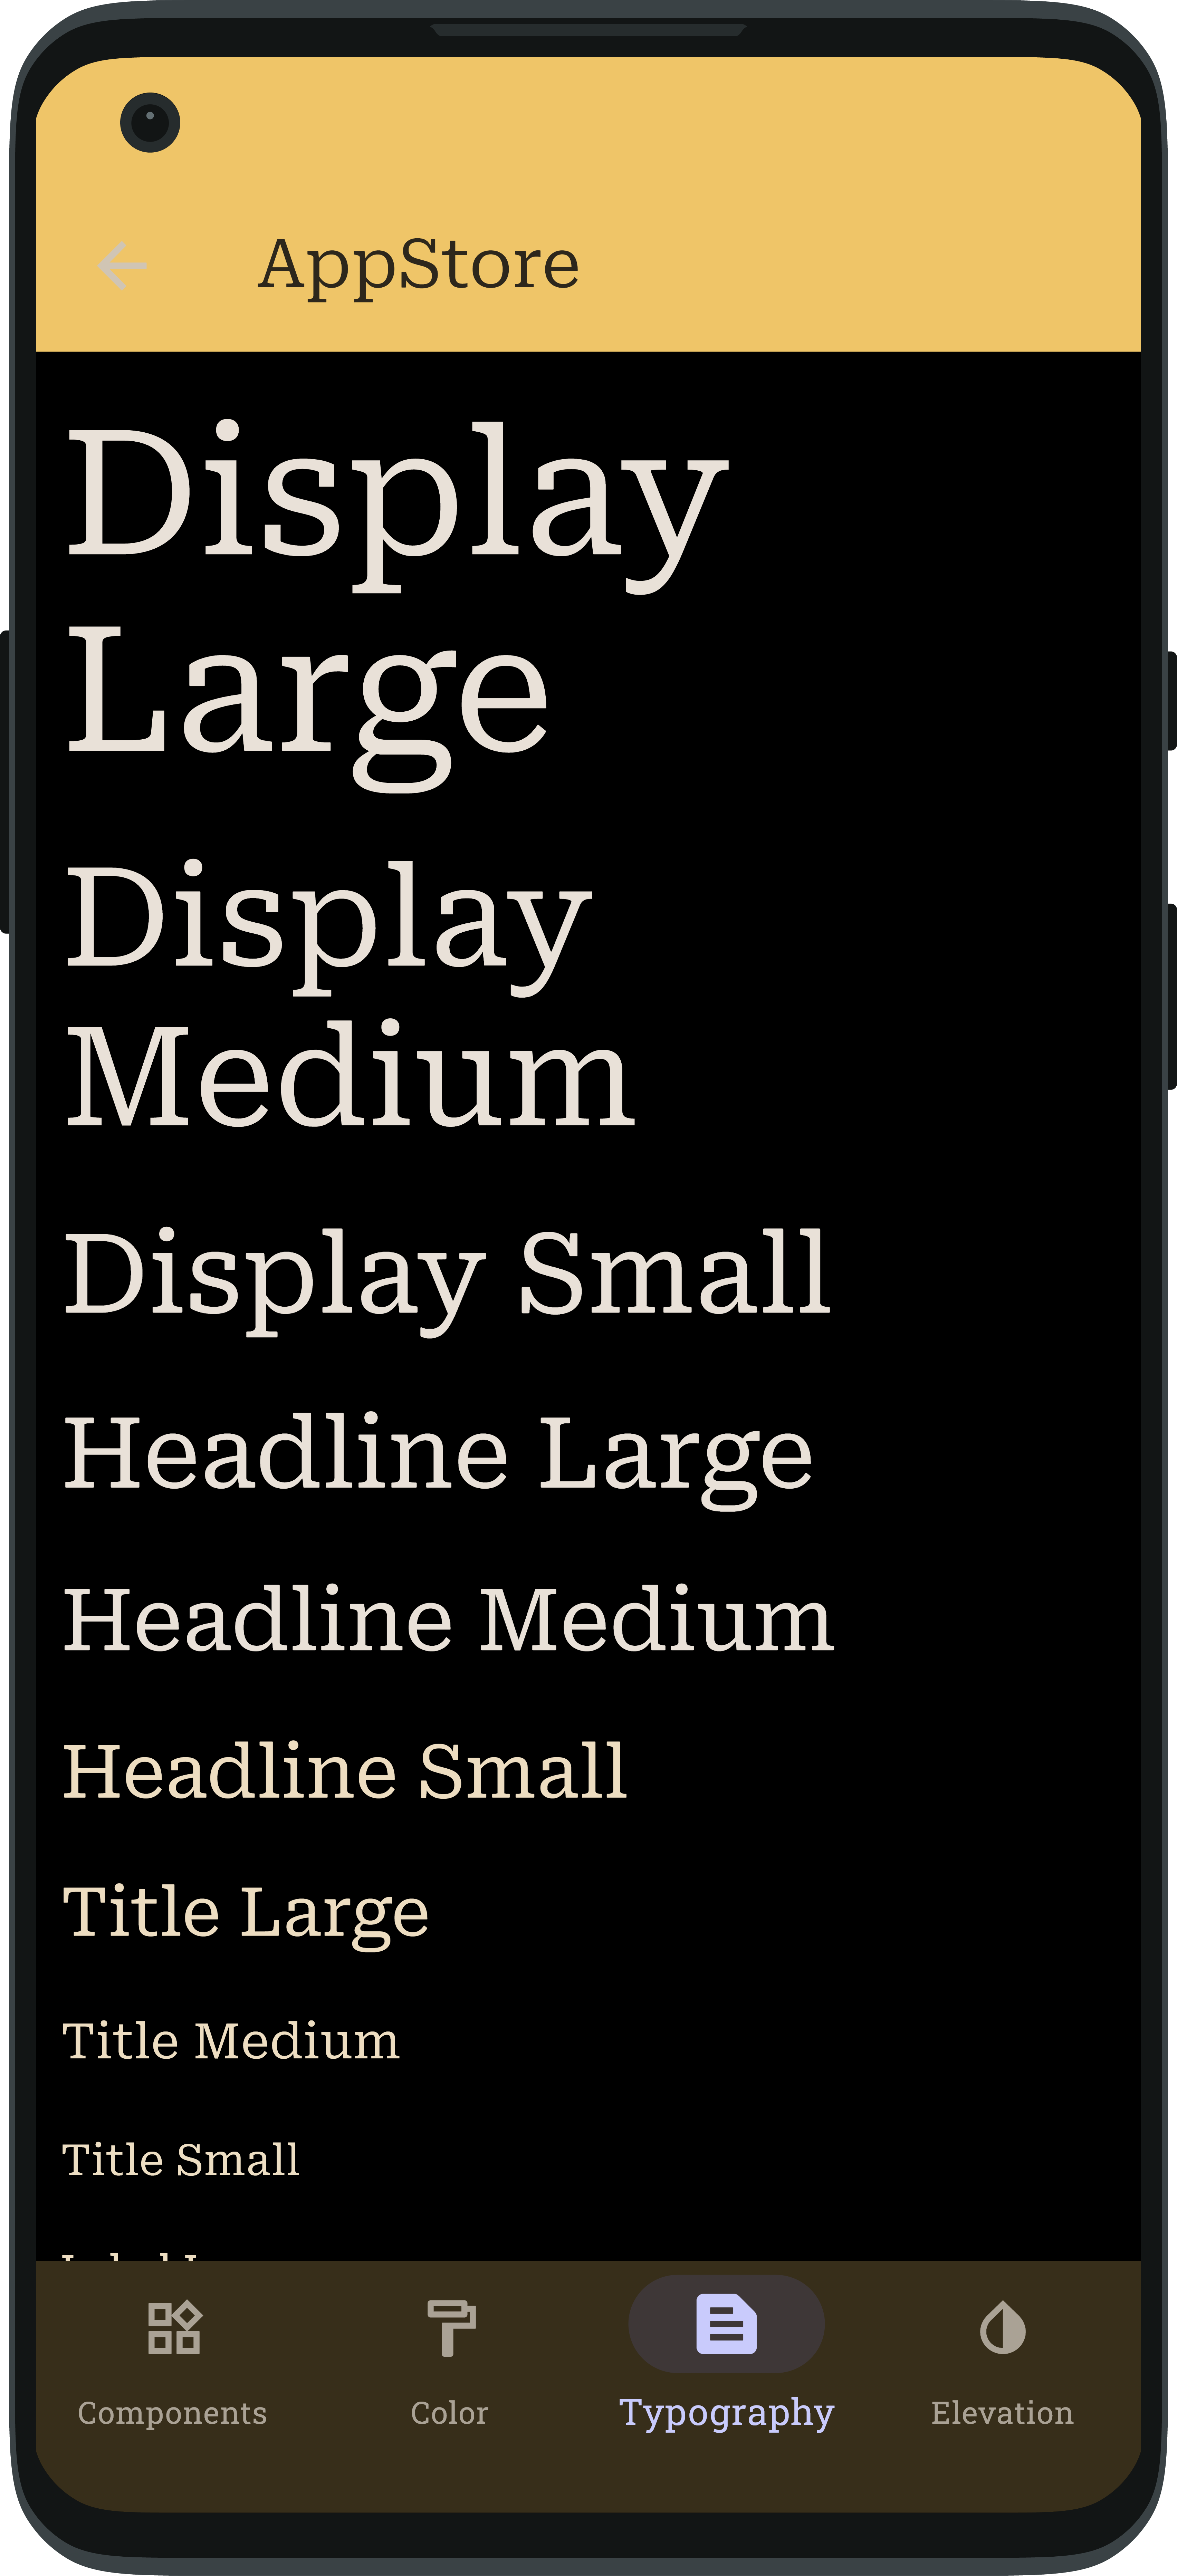 AppStore
Display
Large
Display
Medium
Display Small
Headline Large
Headline Medium
Headline Small
Title Large
Title Medium
Title Small
Components
Color
Typography
Elevation